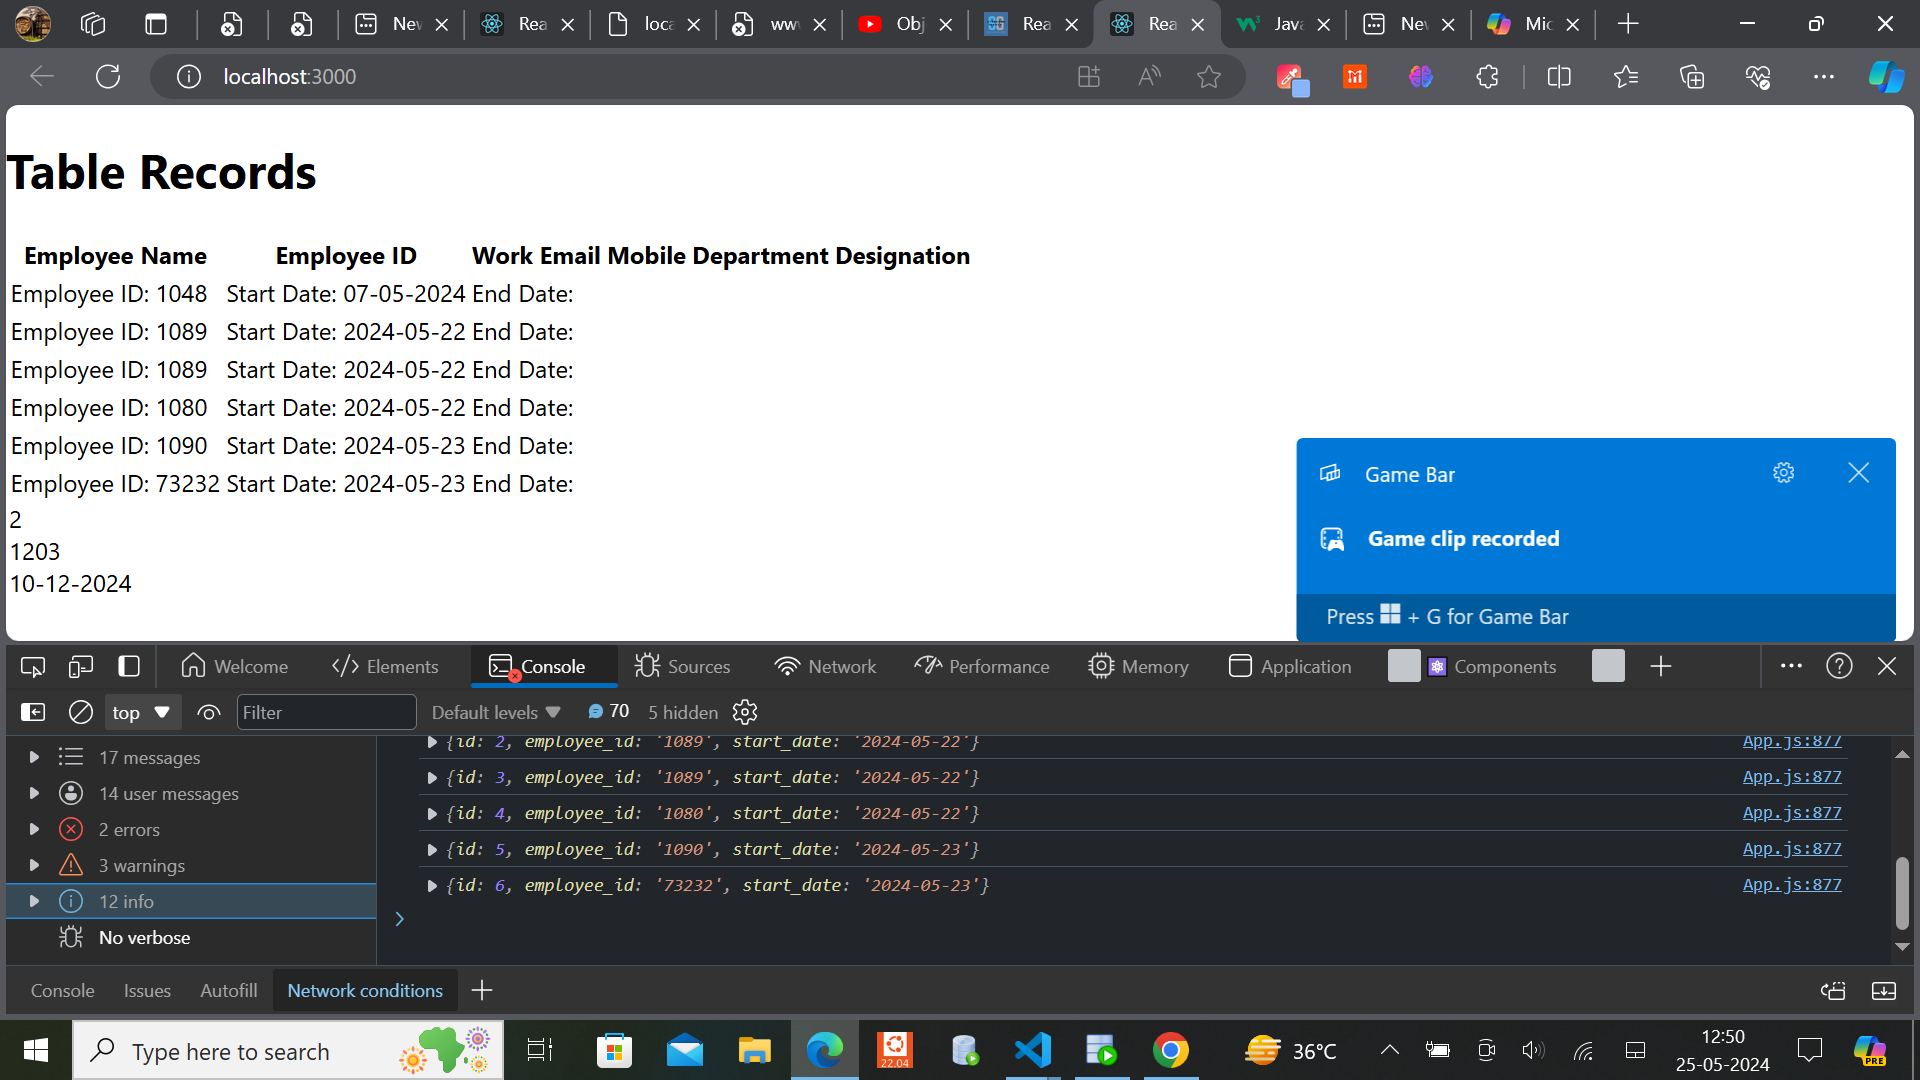 New
Rea
loca
www
Obj
Rea
Rea
Java
Nev
Mic
localhost:3000
Table Records
Employee Name Employee ID Work Email Mobile Department Designation
Employee ID: 1048 Start Date: 07-05-2024 End Date:
Employee ID: 1089 Start Date: 2024-05-22 End Date:
Employee ID: 1089 Start Date: 2024-05-22 End Date:
Employee ID: 1080 Start Date: 2024-05-22 End Date:
Employee ID: 1090 Start Date: 2024-05-23 End Date:
Employee ID: 73232 Start Date: 2024-05-23 End Date:
2
1203
10-12-2024
Game Bar
Game clip recorded
Press + G for Game Bar
Welcome Elements Console Sources Network Performance Memory Application Components
top Filter Default levels 70 5 hidden
17 messages
14 user messages
2 errors
3 warnings
12 info
No verbose
{id: 2, employee_id: '1089', start_date: '2024-05-22'} App.js:877
{id: 3, employee_id: '1089', start_date: '2024-05-22'} App.js:877
{id: 4, employee_id: '1080', start_date: '2024-05-22'} App.js:877
{id: 5, employee_id: '1090', start_date: '2024-05-23'} App.js:877
{id: 6, employee_id: '73232', start_date: '2024-05-23'} App.js:877
Console Issues Autofill Network conditions
Type here to search
22.04
36°C
12:50
25-05-2024
PRE